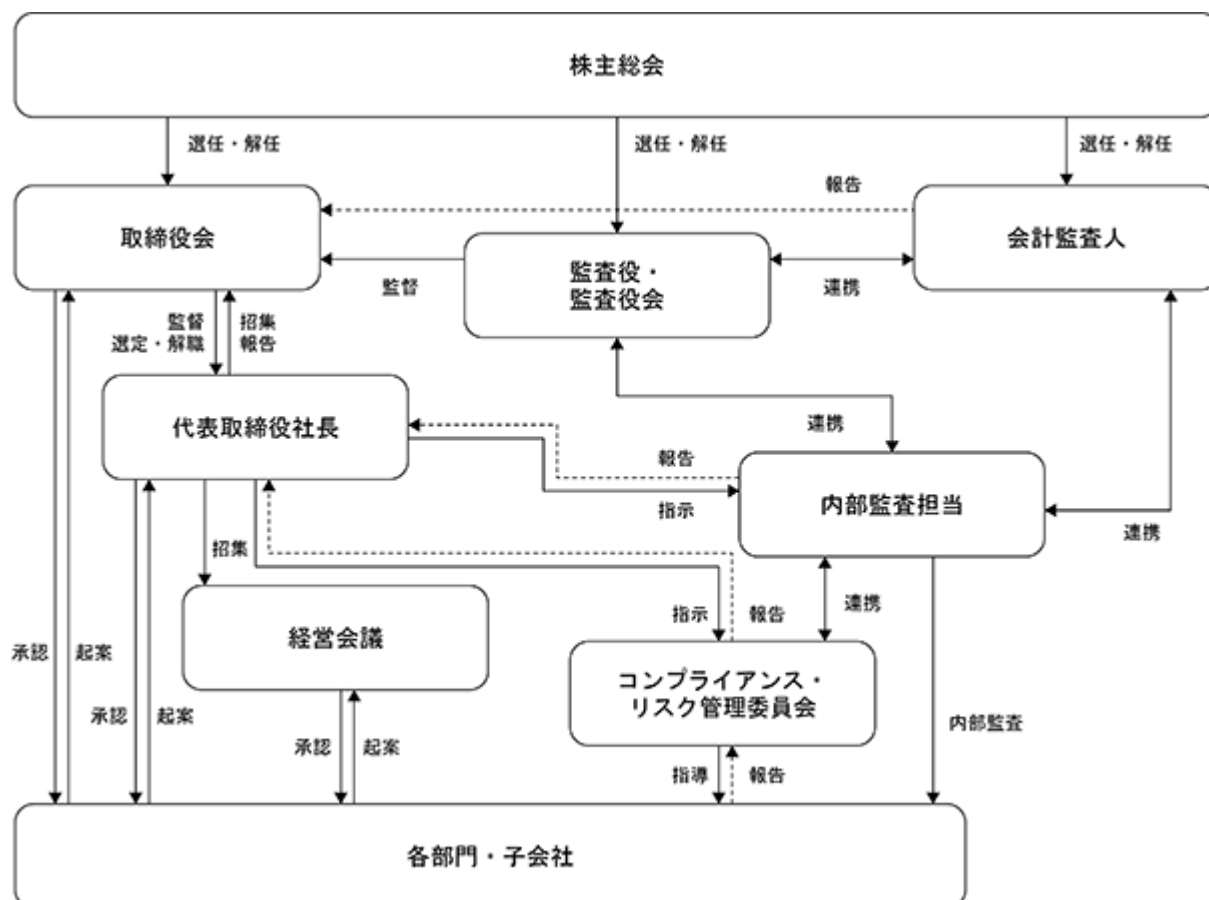 株主総会
選任・解任
選任・解任
選任・解任
報告
取締役会
会計監査人
監査役・
監査役会
監督
連携
監督
選定・解職
招集
報告
代表取締役社長
連携
報告
指示
内部監査担当
連携
招集
指示
報告
連携
経営会議
承認
起案
コンプライアンス・
リスク管理委員会
承認
起案
内部監査
承認
起案
指導
報告
各部門・子会社